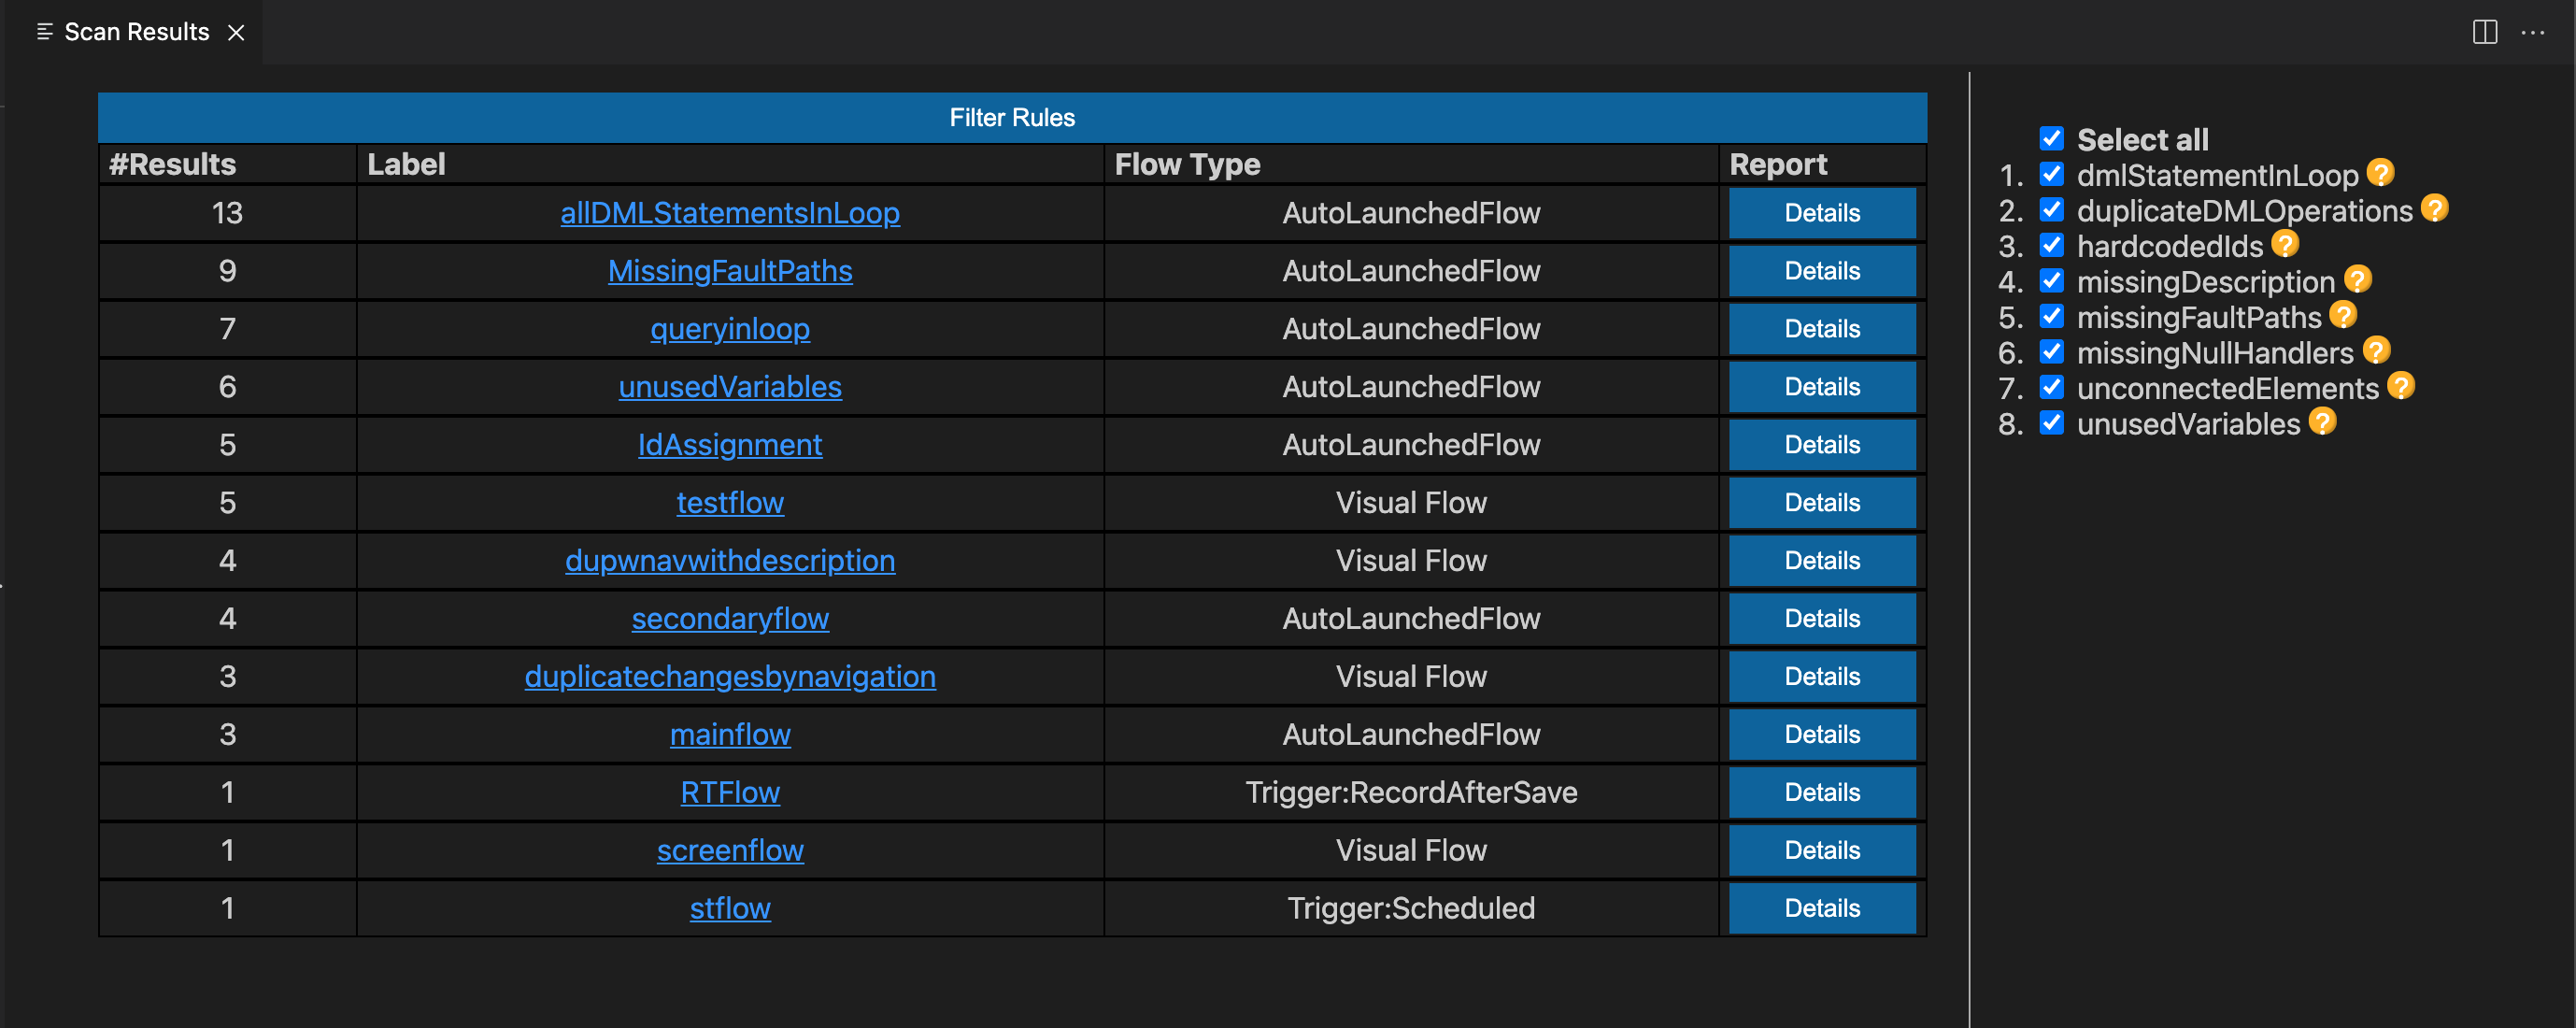 Scan Results
Filter Rules
#Results Label Flow Type Report
13 allDMLStatementsInLoop AutoLaunchedFlow Details
9 MissingFaultPaths AutoLaunchedFlow Details
7 queryinloop AutoLaunchedFlow Details
6 unusedVariables AutoLaunchedFlow Details
5 IdAssignment AutoLaunchedFlow Details
5 testflow Visual Flow Details
4 dupwnavwithdescription Visual Flow Details
4 secondaryflow AutoLaunchedFlow Details
3 duplicatechangesbynavigation Visual Flow Details
3 mainflow AutoLaunchedFlow Details
1 RTFlow Trigger:RecordAfterSave Details
1 screenflow Visual Flow Details
1 stflow Trigger:Scheduled Details
Select all
1. dmlStatementInLoop ?
2. duplicateDMLOperations ?
3. hardcodedIds ?
4. missingDescription ?
5. missingFaultPaths ?
6. missingNullHandlers ?
7. unconnectedElements ?
8. unusedVariables ?